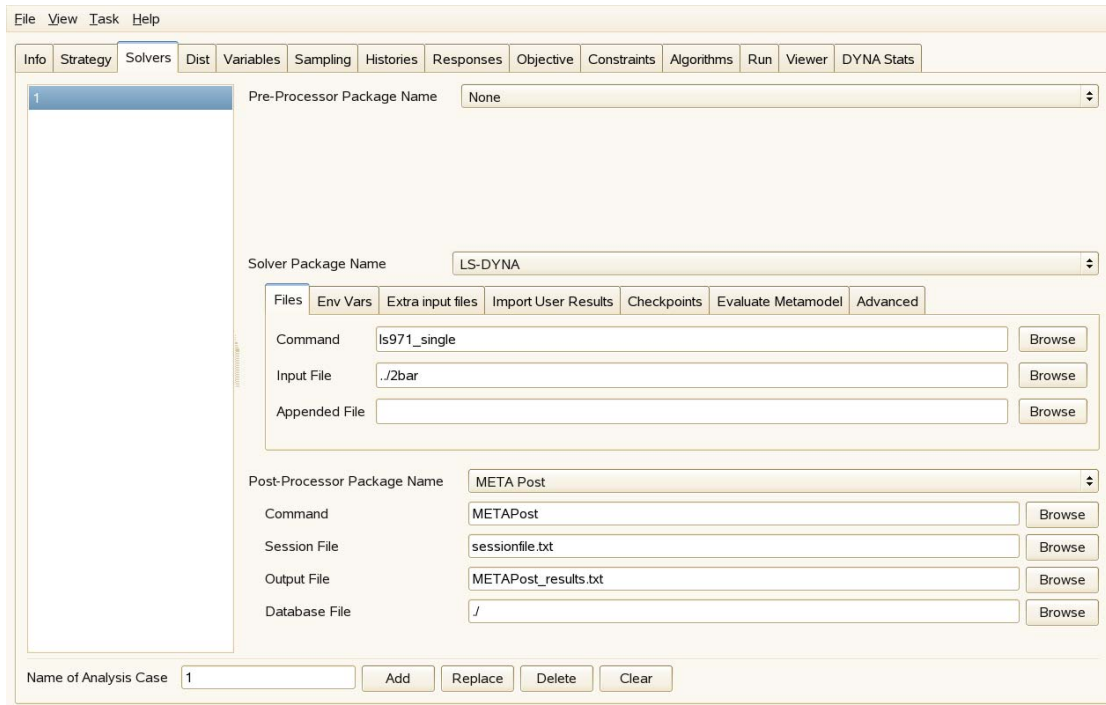 File View Task Help
Info Strategy Solvers Dist Variables Sampling Histories Responses Objective Constraints Algorithms Run Viewer DYNA Stats
1
Pre-Processor Package Name None
Solver Package Name LS-DYNA
Files Env Vars Extra input files Import User Results Checkpoints Evaluate Metamodel Advanced
Command ls971_single Browse
Input File ../2bar Browse
Appended File Browse
Post-Processor Package Name META Post
Command METAPost Browse
Session File sessionfile.txt Browse
Output File METAPost_results.txt Browse
Database File ./ Browse
Name of Analysis Case 1 Add Replace Delete Clear